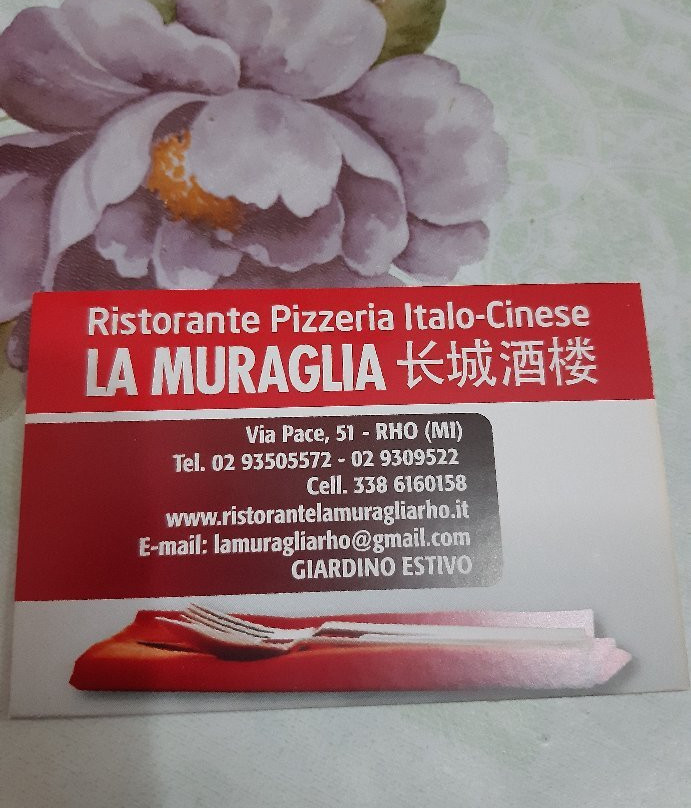 Ristorante Pizzeria Italo-Cinese
LA MURAGLIA 长城酒楼
Via Pace, 51 - RHO (MI)
Tel. 02 93505572 - 02 9309522
Cell. 338 6160158
www.ristorantelamuragliarho.it
E-mail: lamuragliarho@gmail.com
GIARDINO ESTIVO